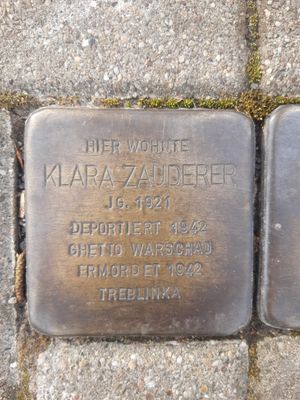 HIER WOHNTE
KLARA ZAUDERER
JG. 1921
DEPORTIERT 1942
GHETTO WARSCHAU
ERMORDET 1942
TREBLINKA